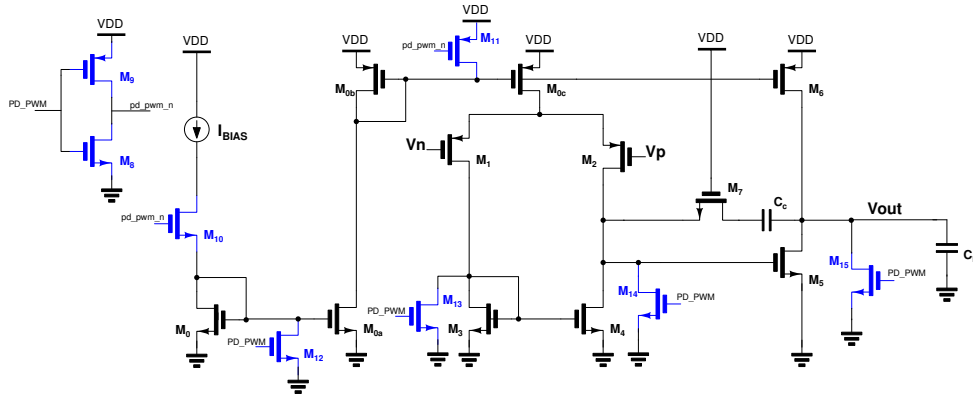 VDD
VDD
VDD
VDD
VDD
VDD
VDD
pd_pwm_n
M11
M9
M0b
M0c
M6
PD_PWM
pd_pwm_n
IBIAS
M8
Vn
M1
M2
Vp
M7
Cc
Vout
pd_pwm_n
M10
M15
C
PD_PWM
M5
M14
PD_PWM
M13
PD_PWM
M0
M0a
M3
M4
PD_PWM
M12